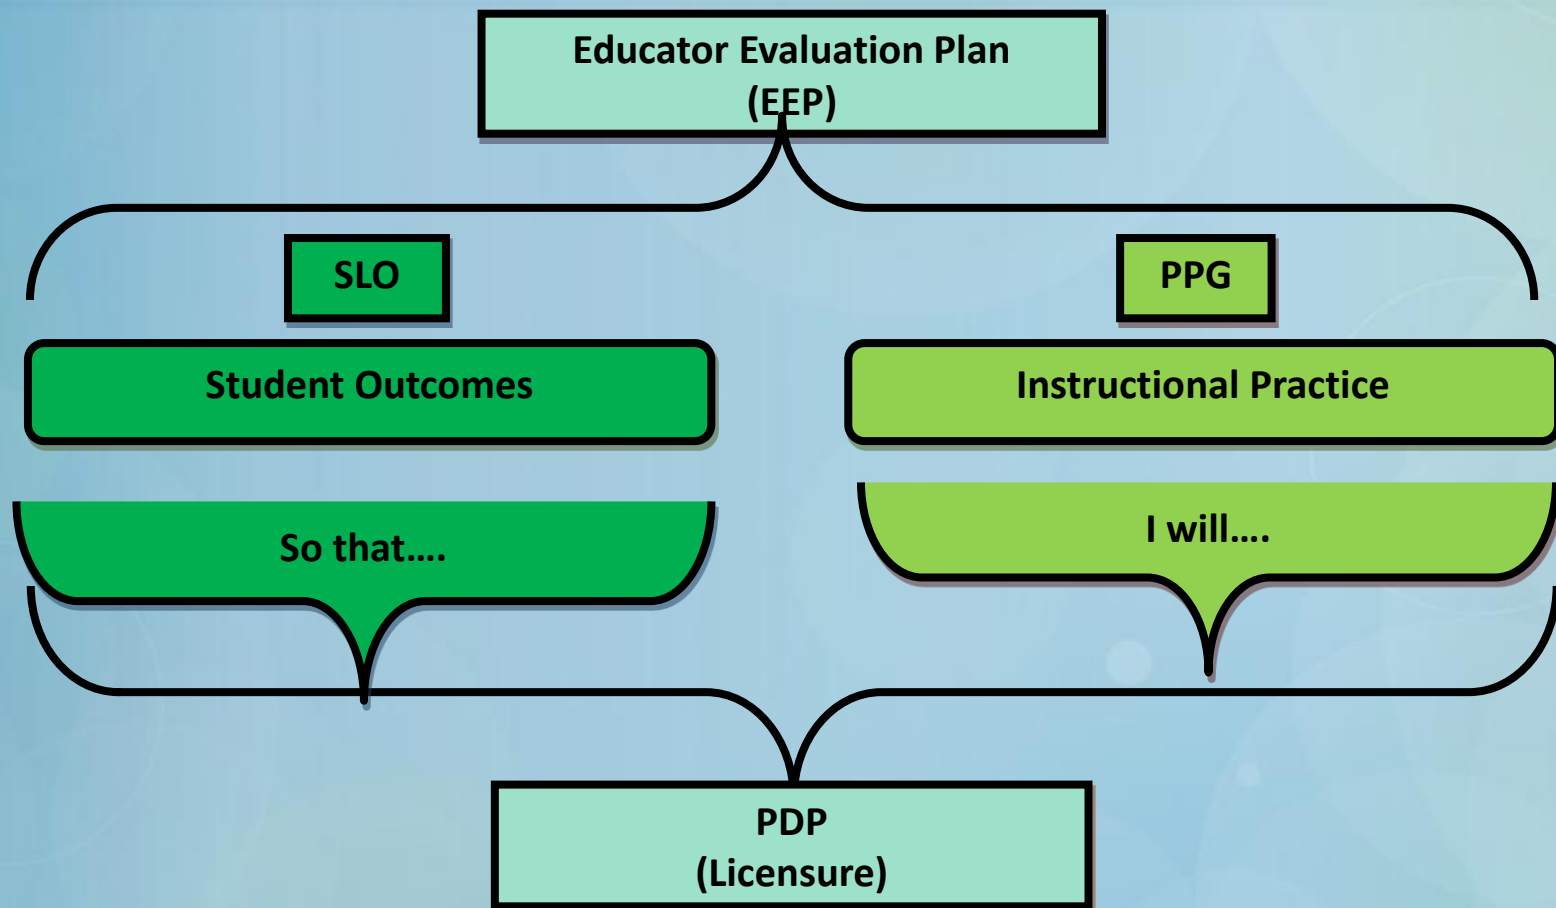 Educator Evaluation Plan
(EEP)
SLO
PPG
Student Outcomes
Instructional Practice
So that....
I will....
PDP
(Licensure)